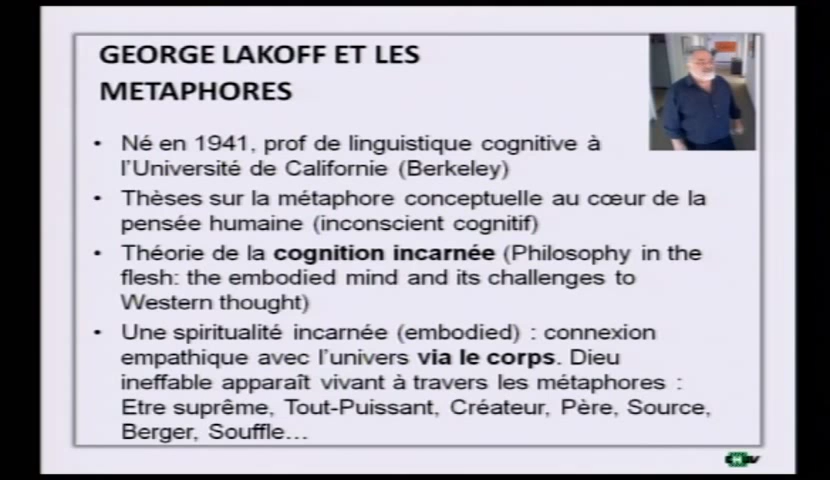 GEORGE LAKOFF ET LES
METAPHORES
• Né en 1941, prof de linguistique cognitive à
l'Université de Californie (Berkeley)
• Thèses sur la métaphore conceptuelle au cœur de la
pensée humaine (inconscient cognitif)
• Théorie de la cognition incarnée (Philosophy in the
flesh: the embodied mind and its challenges to
Western thought)
• Une spiritualité incarnée (embodied) : connexion
empathique avec l'univers via le corps. Dieu
ineffable apparaît vivant à travers les métaphores :
Etre suprême, Tout-Puissant, Créateur, Père, Source,
Berger, Souffle…